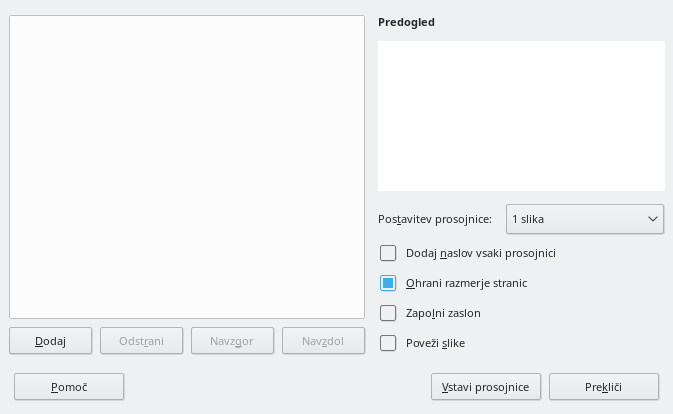 Predogled
Postavitev prosojnice: 1 slika
Dodaj naslov vsaki prosojnici
Ohrani razmerje stranic
Zapolni zaslon
Poveži slike
Dodaj Odstrani Navzgor Navzdol
Pomoč Vstavi prosojnice Prekliči